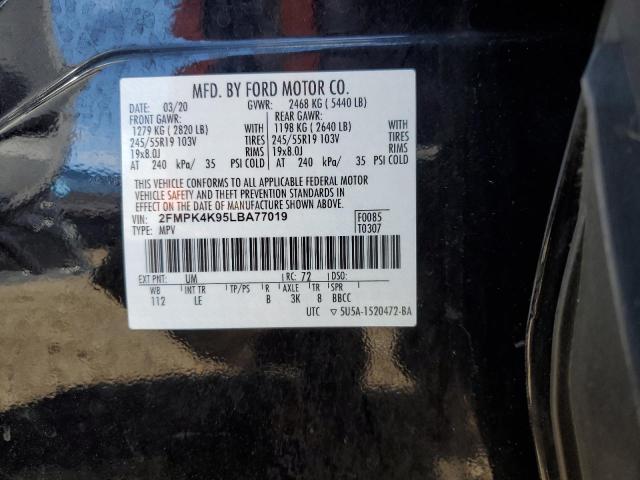 MFD. BY FORD MOTOR CO.
DATE: 03/20 GVWR: 2468 KG (5440 LB)
FRONT GAWR: REAR GAWR:
1279 KG (2820 LB) WITH 1198 KG (2640 LB) WITH
245/55R19 103V TIRES 245/55R19 103V TIRES
19x8.0J RIMS 19x8.0J RIMS
AT 240 kPa/ 35 PSI COLD AT 240 kPa/ 35 PSI COLD
THIS VEHICLE CONFORMS TO ALL APPLICABLE FEDERAL MOTOR
VEHICLE SAFETY AND THEFT PREVENTION STANDARDS IN
EFFECT ON THE DATE OF MANUFACTURE SHOWN ABOVE.
VIN: 2FMPK4K95LBA77019 F0085
TYPE: MPV T0307
EXT PNT: UM RC: 72 DSO:
WB INT TR TP/PS R AXLE TR SPR
112 LE B 3K 8 BBCC
UTC ▽ 5U5A-1520472-BA